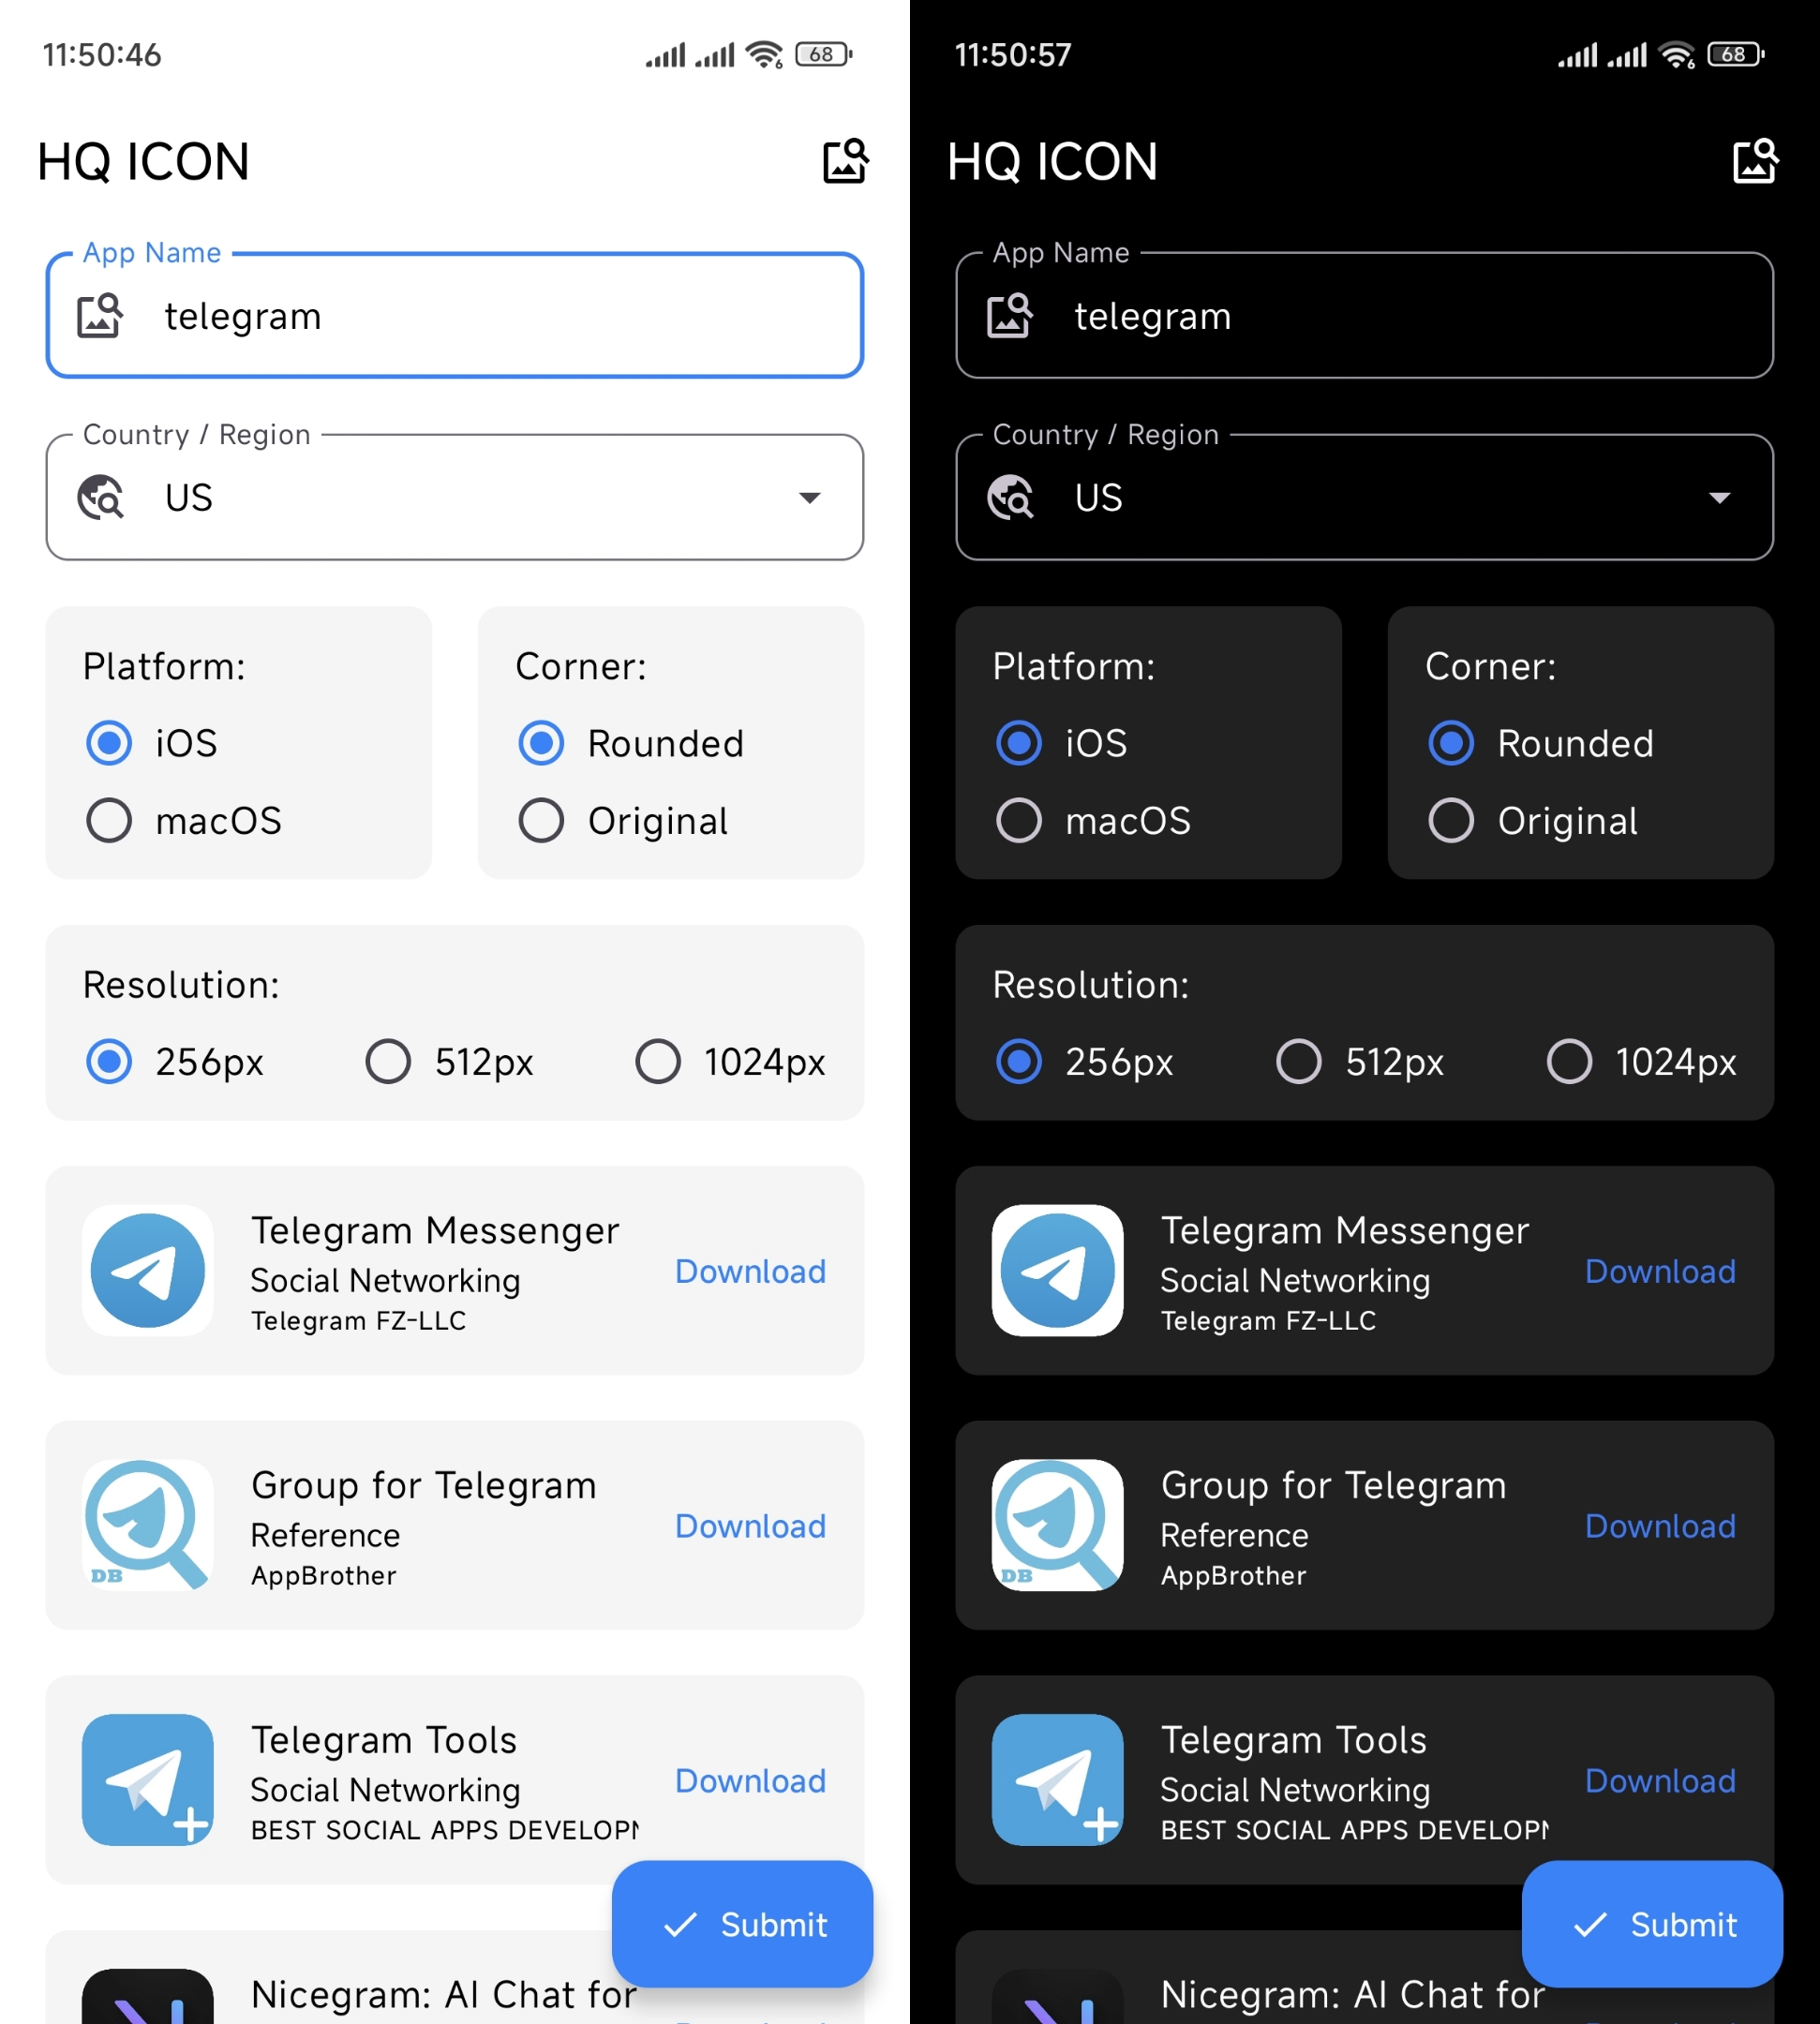 11:50:46
68
HQ ICON
App Name
telegram
Country / Region
US
Platform:
iOS
macOS
Corner:
Rounded
Original
Resolution:
256px 512px 1024px
Telegram Messenger
Social Networking
Telegram FZ-LLC
Download
DB
Group for Telegram
Reference
AppBrother
Download
Telegram Tools
Social Networking
BEST SOCIAL APPS DEVELOP
Download
Submit
Nicegram: AI Chat for
11:50:57
68
HQ ICON
App Name
telegram
Country / Region
US
Platform:
iOS
macOS
Corner:
Rounded
Original
Resolution:
256px 512px 1024px
Telegram Messenger
Social Networking
Telegram FZ-LLC
Download
DB
Group for Telegram
Reference
AppBrother
Download
Telegram Tools
Social Networking
BEST SOCIAL APPS DEVELOP
Download
Submit
Nicegram: AI Chat for